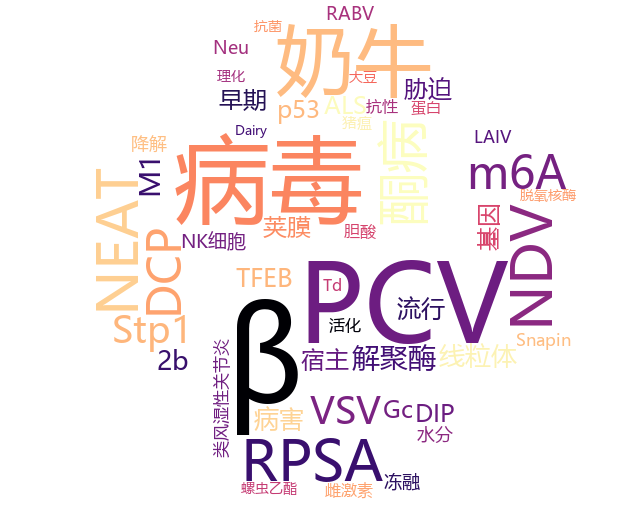 RABV
抗菌
奶牛
Neu
理化
大豆
胁迫
早期
p53
ALS
抗性
蛋白
猪瘟
Dairy
病毒
酮病
LAIV
降解
M1
m6A
脱氢核酶
NEAT
DCP
NK细胞
荚膜
胆酸
基因
NDV
TFEB
Td
PCV
流行
Stp1
活化
Snapin
β
2b
类风湿性关节炎
宿主
解聚酶
线粒体
病害
VSV
Gc
DIP
水分
RPSA
冻融
螺虫乙酯
雌激素